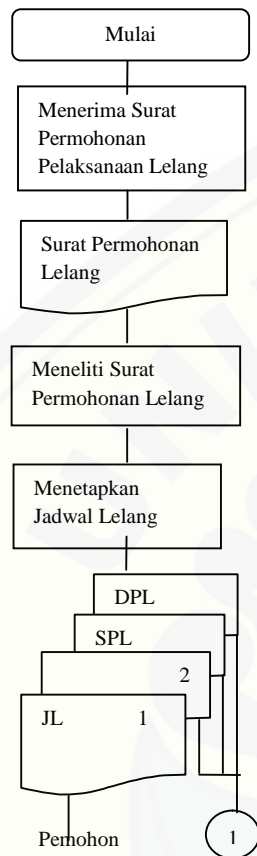 Mulai
Menerima Surat
Permohonan
Pelaksanaan Lelang
Surat Permohonan
Lelang
Meneliti Surat
Permohonan Lelang
Menetapkan
Jadwal Lelang
DPL
SPL
2
JL 1
Pemohon
1